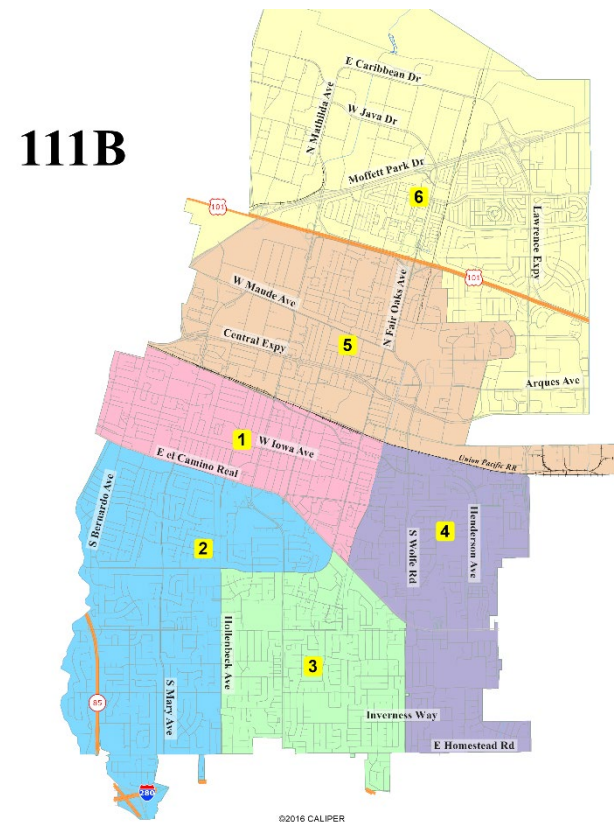 111B
E Caribbean Dr
N Mathilda Ave
W Java Dr
Moffett Park Dr
6
101
Lawrence Expy
W Maude Ave
N Fair Oaks Ave
101
Central Expy
5
Arques Ave
1
W Iowa Ave
E el Camino Real
Union Pacific RR
S Bernardo Ave
2
S Wolfe Rd
4
Henderson Ave
Hollenbeck Ave
3
S Mary Ave
85
Inverness Way
E Homestead Rd
280
©2016 CALIPER